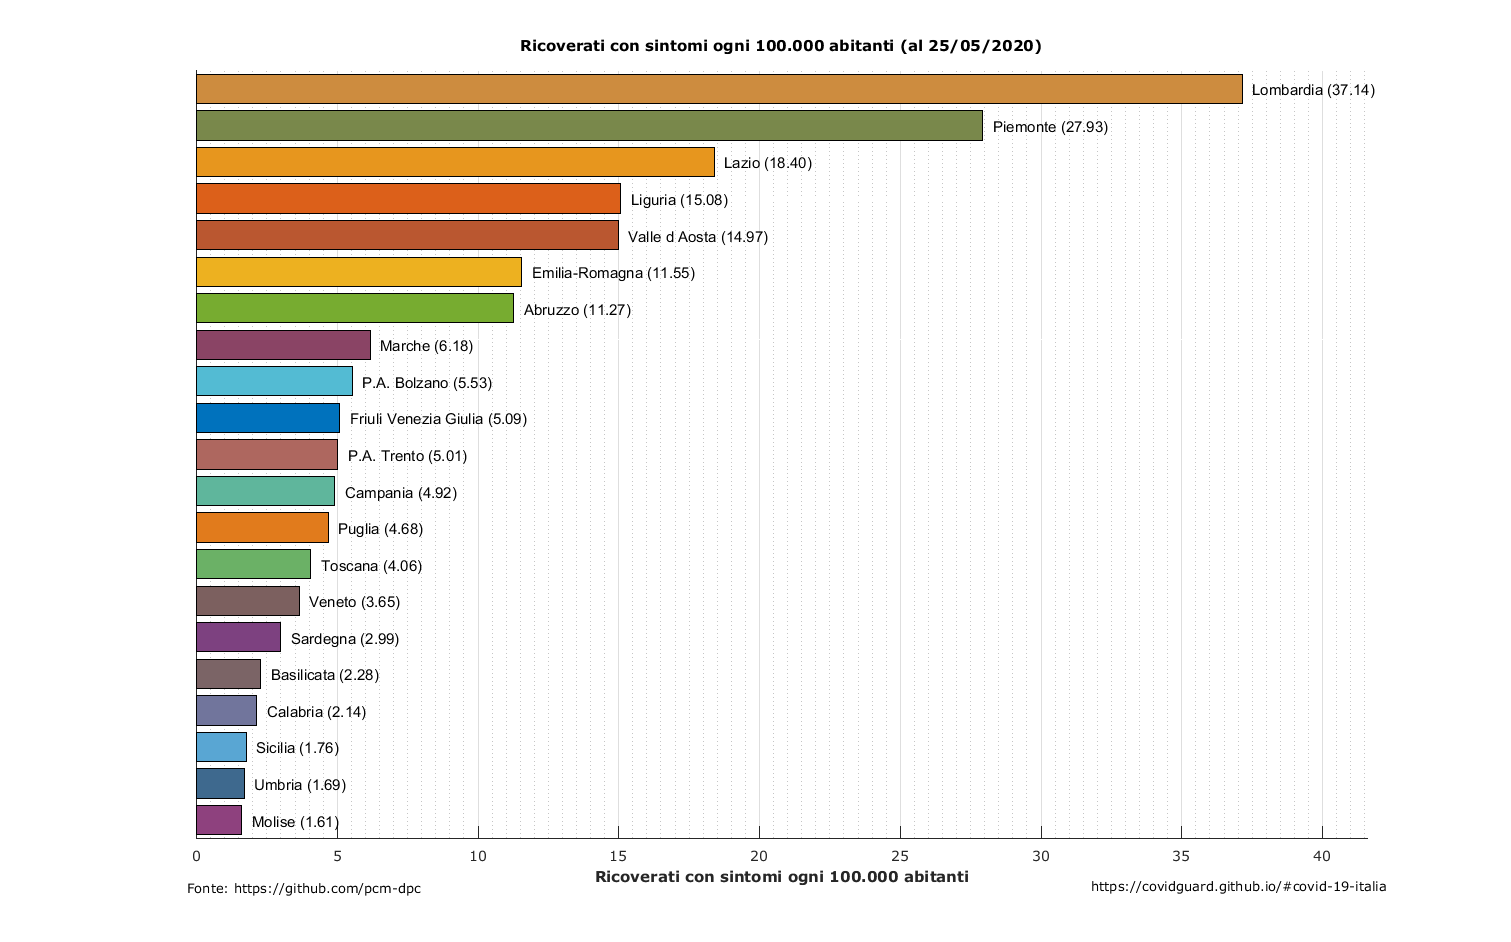 Ricoverati con sintomi ogni 100.000 abitanti (al 25/05/2020)
Lombardia (37.14)
Piemonte (27.93)
Lazio (18.40)
Liguria (15.08)
Valle d Aosta (14.97)
Emilia-Romagna (11.55)
Abruzzo (11.27)
Marche (6.18)
P.A. Bolzano (5.53)
Friuli Venezia Giulia (5.09)
P.A. Trento (5.01)
Campania (4.92)
Puglia (4.68)
Toscana (4.06)
Veneto (3.65)
Sardegna (2.99)
Basilicata (2.28)
Calabria (2.14)
Sicilia (1.76)
Umbria (1.69)
Molise (1.61)
0 5 10 15 20 25 30 35 40
Ricoverati con sintomi ogni 100.000 abitanti
Fonte: https://github.com/pcm-dpc
https://covidguard.github.io/#covid-19-italia